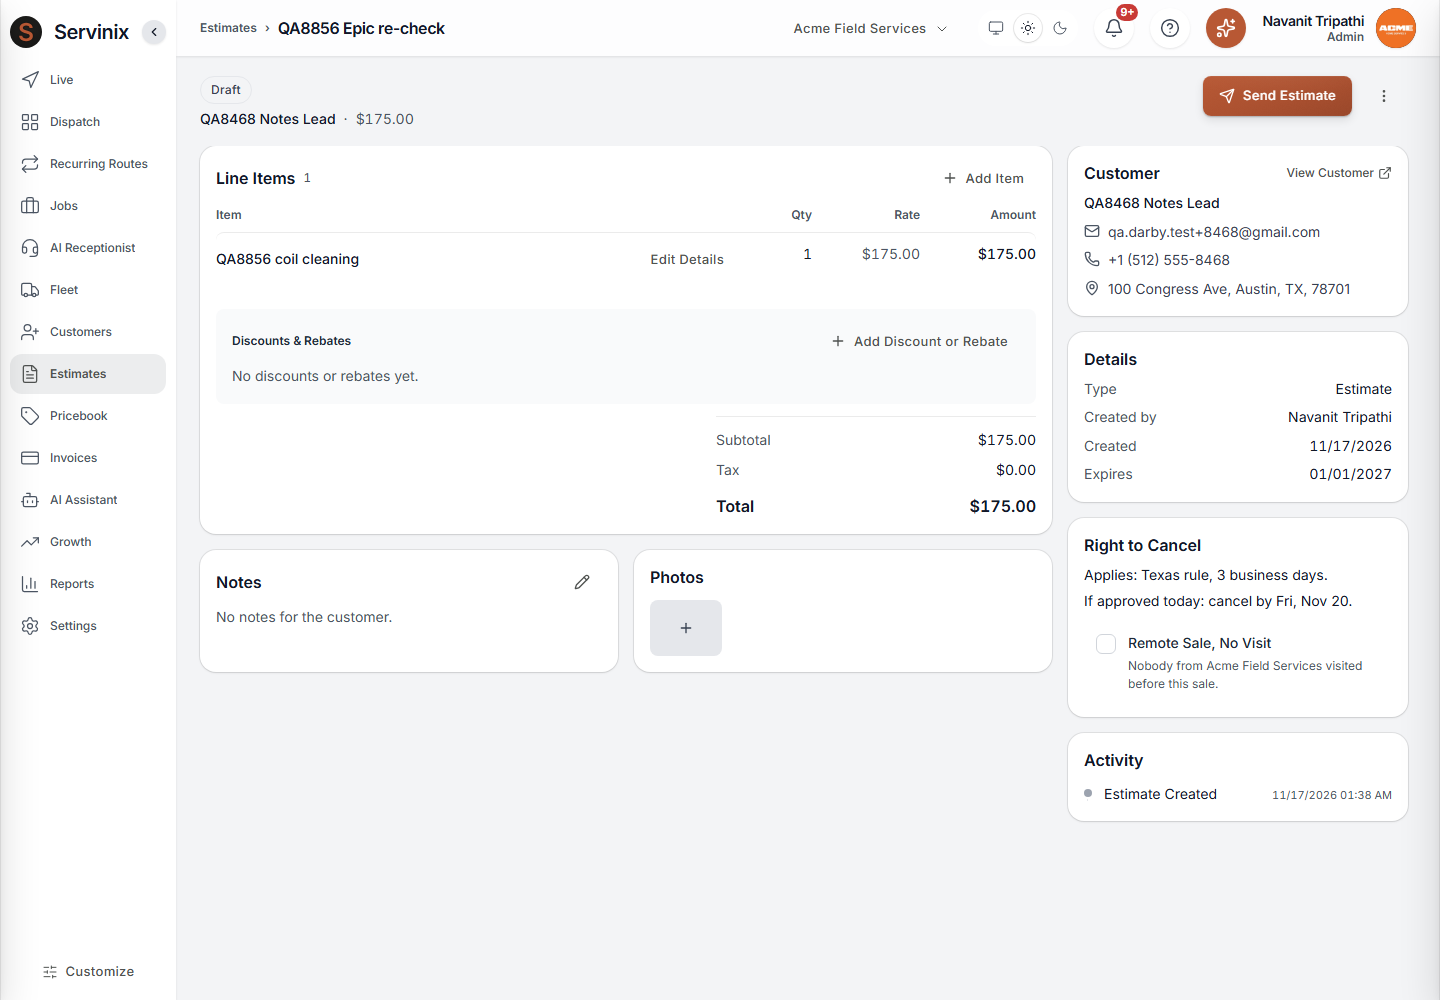 S Servinix
Live
Dispatch
Recurring Routes
Jobs
AI Receptionist
Fleet
Customers
Estimates
Pricebook
Invoices
AI Assistant
Growth
Reports
Settings
Customize
Estimates › QA8856 Epic re-check
Acme Field Services
9+
Navanit Tripathi
Admin
ACME
Draft
QA8468 Notes Lead · $175.00
Send Estimate
Line Items 1
+ Add Item
Item Qty Rate Amount
QA8856 coil cleaning Edit Details 1 $175.00 $175.00
Discounts & Rebates
+ Add Discount or Rebate
No discounts or rebates yet.
Subtotal $175.00
Tax $0.00
Total $175.00
Notes
No notes for the customer.
Photos
+
Customer
View Customer
QA8468 Notes Lead
qa.darby.test+8468@gmail.com
+1 (512) 555-8468
100 Congress Ave, Austin, TX, 78701
Details
Type Estimate
Created by Navanit Tripathi
Created 11/17/2026
Expires 01/01/2027
Right to Cancel
Applies: Texas rule, 3 business days.
If approved today: cancel by Fri, Nov 20.
Remote Sale, No Visit
Nobody from Acme Field Services visited
before this sale.
Activity
Estimate Created 11/17/2026 01:38 AM